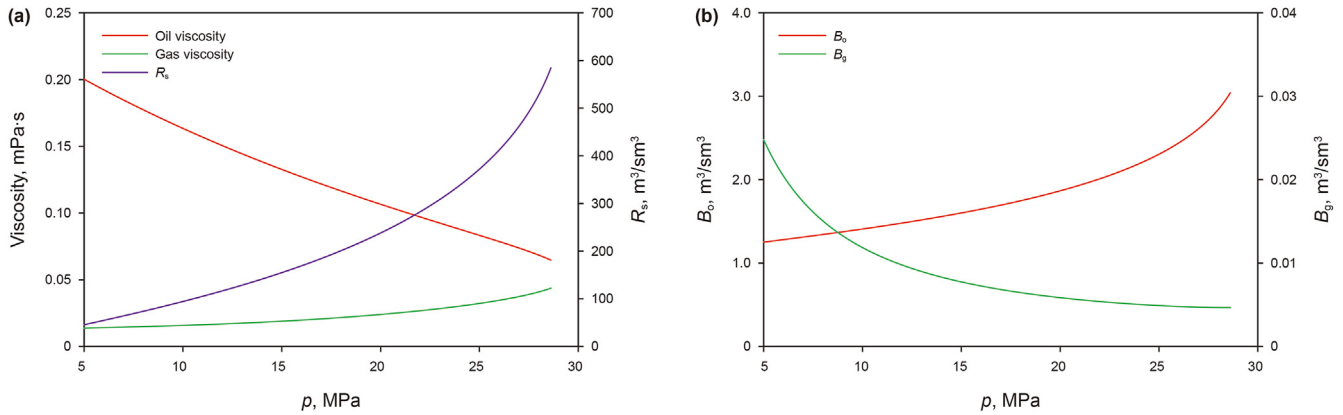 (a)
Viscosity, mPa·s
0.25
0.20
0.15
0.10
0.05
0
Oil viscosity
Gas viscosity
Rs
700
600
500
400
300
200
100
0
Rs, m³/sm³
5 10 15 20 25 30
p, MPa
(b)
Bo, m³/sm³
4.0
3.0
2.0
1.0
0
Bo
Bg
0.04
0.03
0.02
0.01
0
Bg, m³/sm³
5 10 15 20 25 30
p, MPa